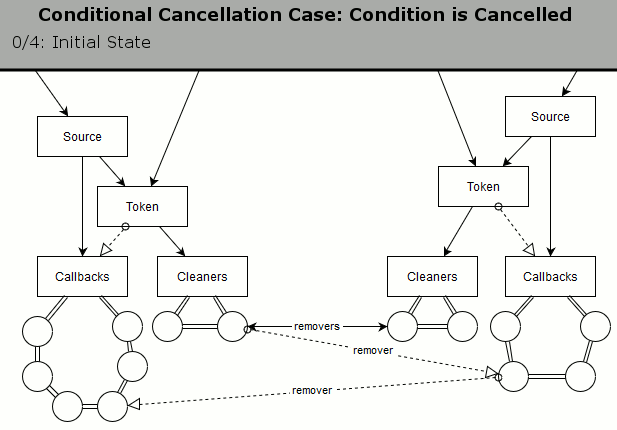 Conditional Cancellation Case: Condition is Cancelled
0/4: Initial State
Source
Source
Token
Token
Callbacks
Cleaners
Cleaners
Callbacks
removers
remover
remover